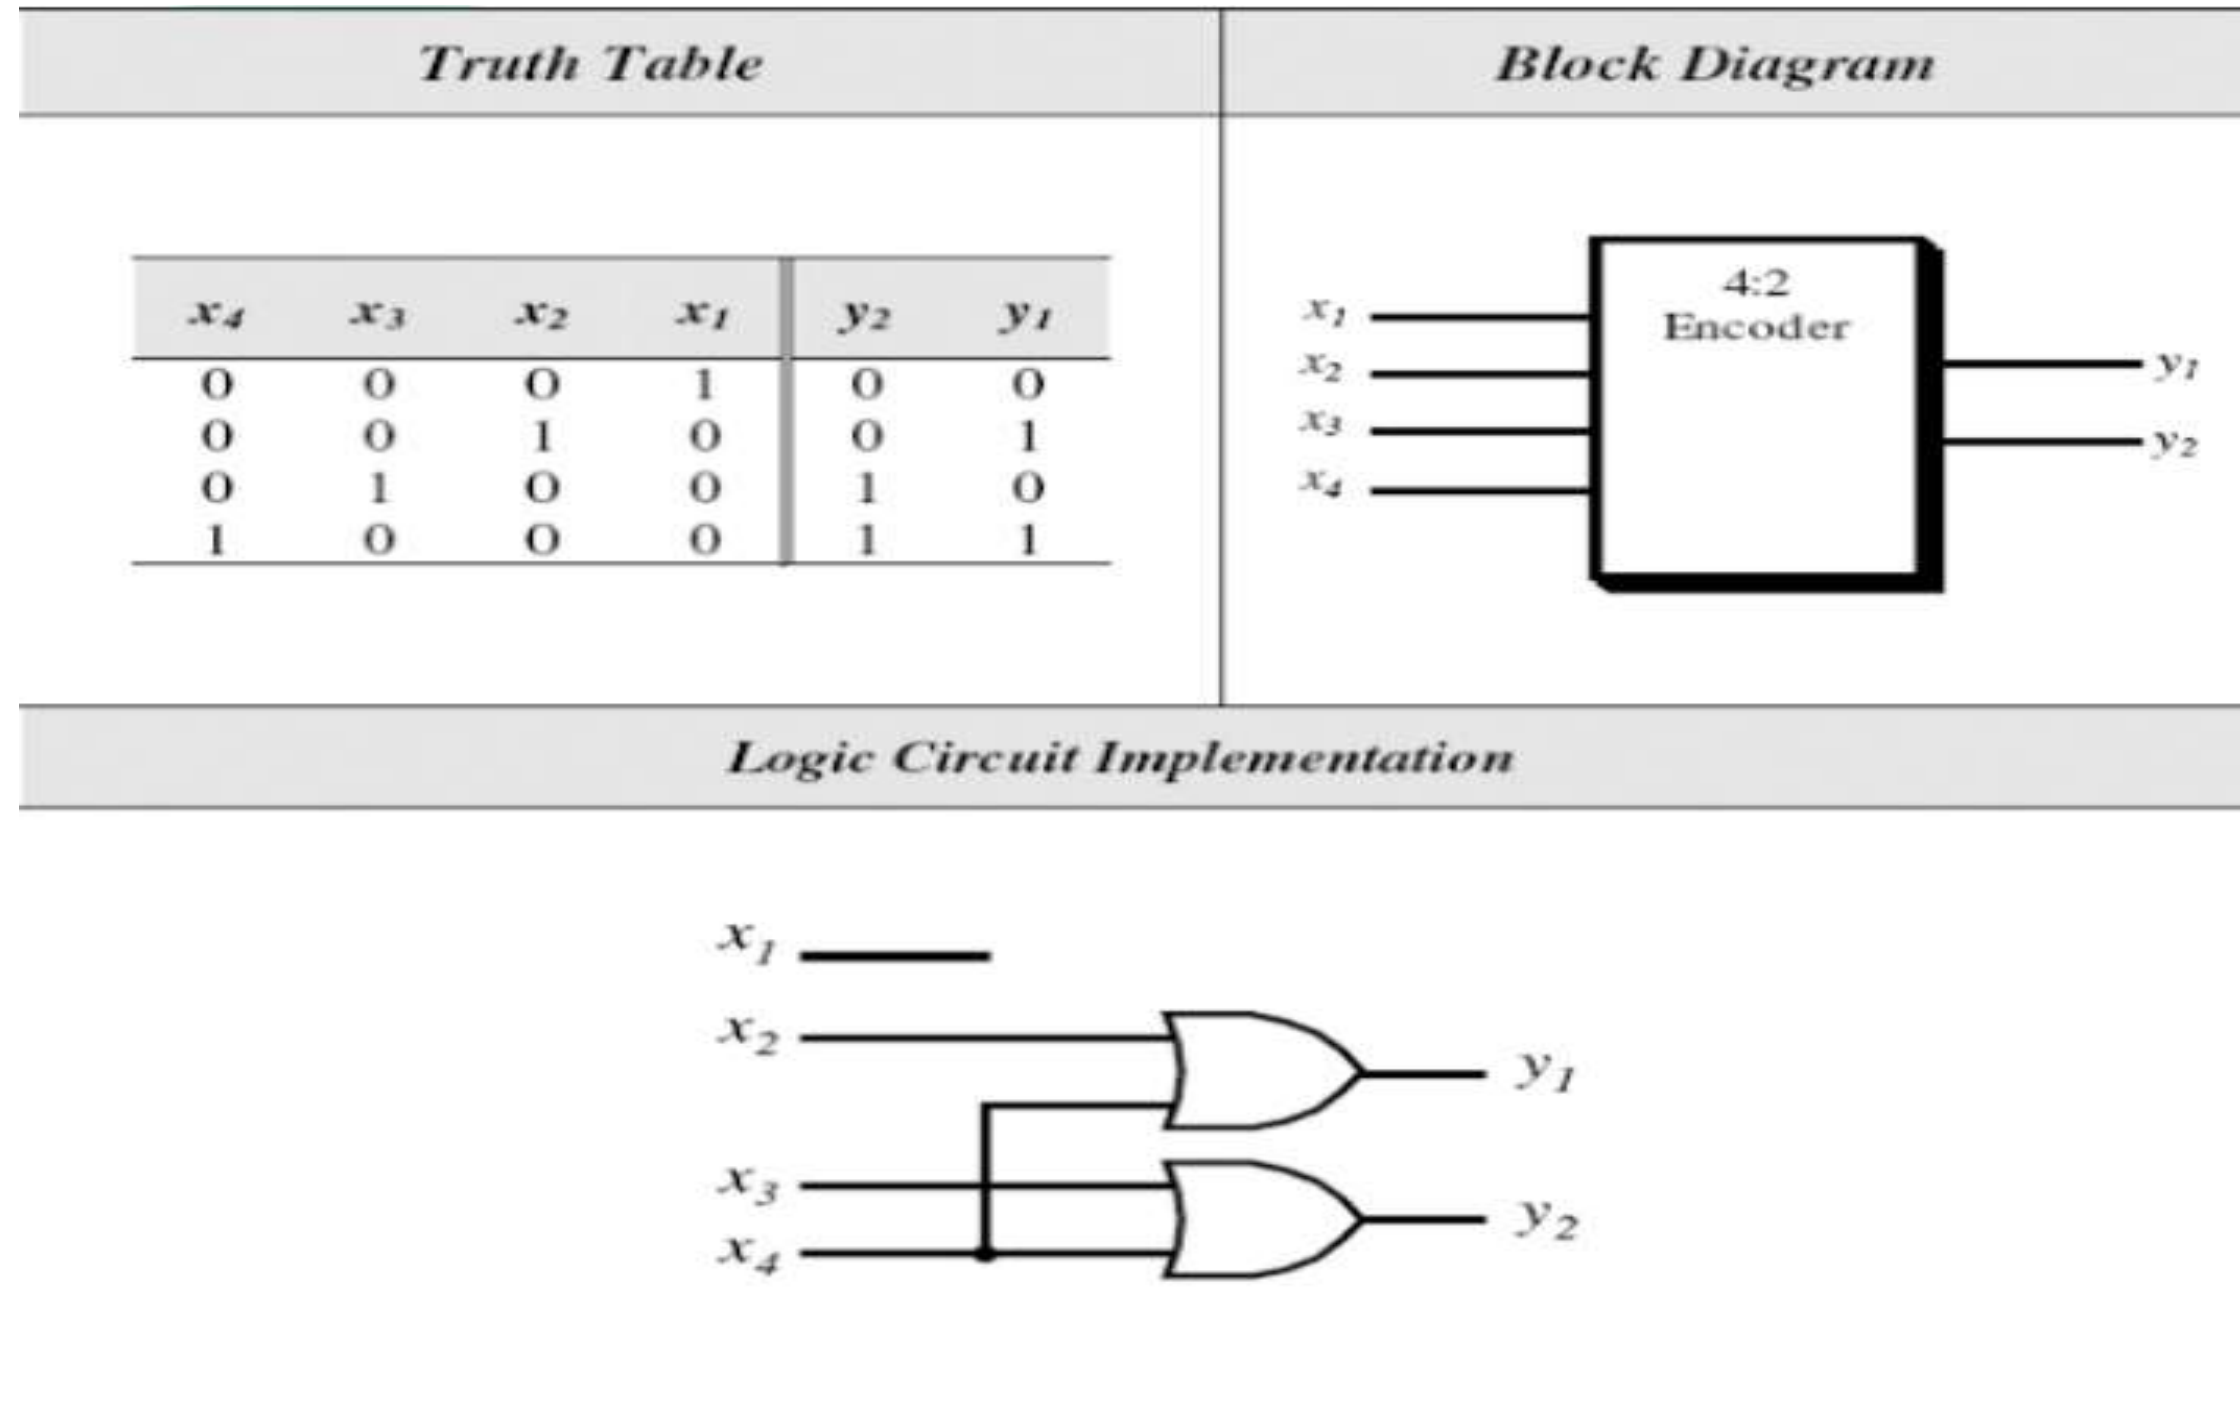 Truth Table
Block Diagram
x4 x3 x2 x1 y2 y1
0 0 0 1 0 0
0 0 1 0 0 1
0 1 0 0 1 0
1 0 0 0 1 1
4:2
Encoder
x1
x2
x3
x4
y1
y2
Logic Circuit Implementation
x1
x2
x3
x4
y1
y2